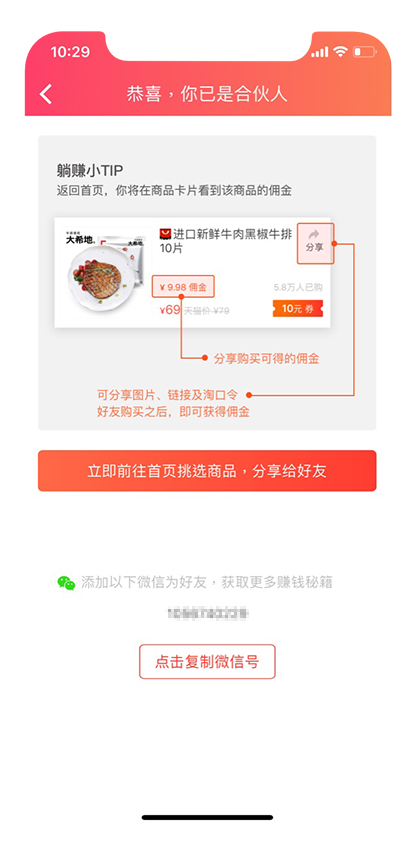 10:29
恭喜，你已是合伙人
躺赚小TIP
返回首页，你将在商品卡片看到该商品的佣金
大希地
进口新鲜牛肉黑椒牛排
10片
分享
¥ 9.98 佣金
5.8万人已购
¥69 天猫价 ¥79
10元 券
分享购买可得的佣金
可分享图片、链接及淘口令
好友购买之后，即可获得佣金
立即前往首页挑选商品，分享给好友
添加以下微信为好友，获取更多赚钱秘籍
点击复制微信号